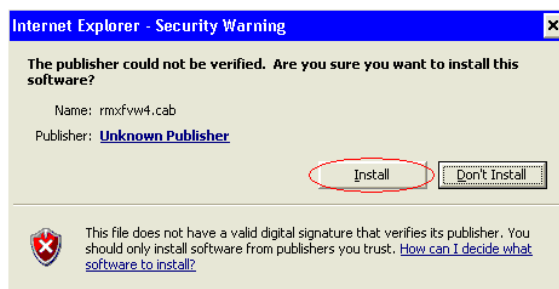 Internet Explorer - Security Warning
The publisher could not be verified. Are you sure you want to install this
software?
Name: rmxfvw4.cab
Publisher: Unknown Publisher
Install Don't Install
This file does not have a valid digital signature that verifies its publisher. You
should only install software from publishers you trust. How can I decide what
software to install?